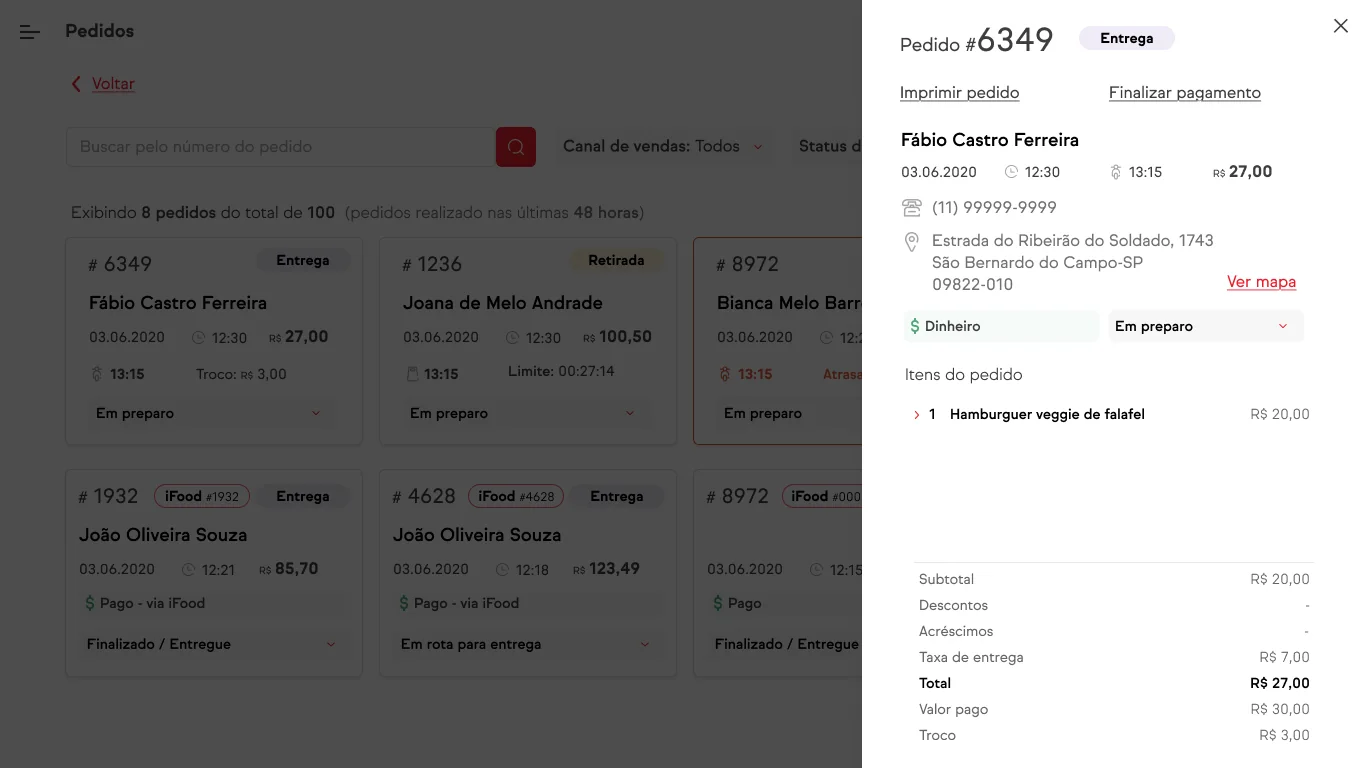 Pedidos
Voltar
Buscar pelo número do pedido
Canal de vendas: Todos
Status d
Exibindo 8 pedidos do total de 100 (pedidos realizado nas últimas 48 horas)
# 6349 Entrega
Fábio Castro Ferreira
03.06.2020 12:30 R$ 27,00
13:15 Troco: R$ 3,00
Em preparo
# 1236 Retirada
Joana de Melo Andrade
03.06.2020 12:30 R$ 100,50
13:15 Limite: 00:27:14
Em preparo
# 8972
Bianca Melo Barr
03.06.2020 12:2
13:15 Atrasa
Em preparo
# 1932 iFood #1932 Entrega
João Oliveira Souza
03.06.2020 12:21 R$ 85,70
$ Pago - via iFood
Finalizado / Entregue
# 4628 iFood #4628 Entrega
João Oliveira Souza
03.06.2020 12:18 R$ 123,49
$ Pago - via iFood
Em rota para entrega
# 8972 iFood #000
03.06.2020 12:15
$ Pago
Finalizado / Entregue
Pedido #6349 Entrega
Imprimir pedido Finalizar pagamento
Fábio Castro Ferreira
03.06.2020 12:30 13:15 R$ 27,00
(11) 99999-9999
Estrada do Ribeirão do Soldado, 1743
São Bernardo do Campo-SP
09822-010
Ver mapa
$ Dinheiro
Em preparo
Itens do pedido
1 Hamburguer veggie de falafel R$ 20,00
Subtotal R$ 20,00
Descontos -
Acréscimos -
Taxa de entrega R$ 7,00
Total R$ 27,00
Valor pago R$ 30,00
Troco R$ 3,00